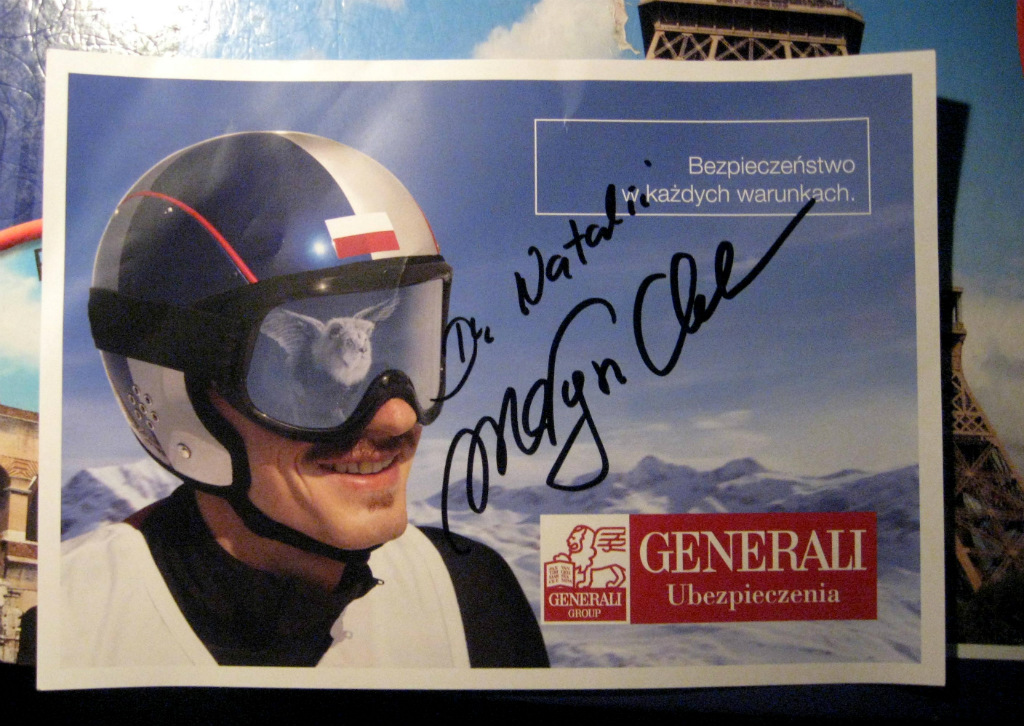 Bezpieczeństwo
w każdych warunkach.
Dla Natalii
GENERALI
Ubezpieczenia
GENERALI
GROUP